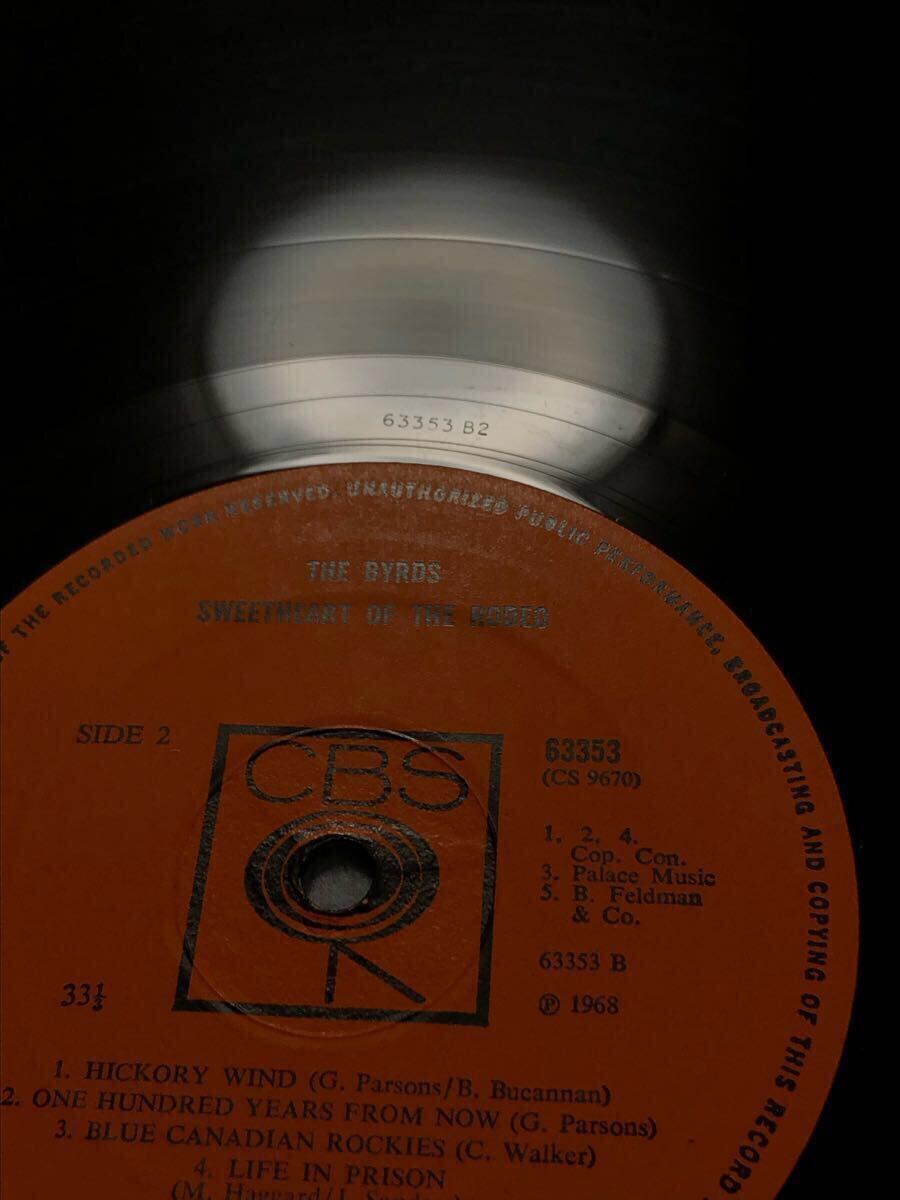 63353 B2
OF THE RECORDED WORK RESERVED. UNAUTHORIZED PUBLIC PERFORMANCE, BROADCASTING AND COPYING OF THIS RECORD
THE BYRDS
SWEETHEART OF THE RODEO
SIDE 2
CBS
63353
(CS 9670)
1, 2, 4.
Cop. Con.
3. Palace Music
5. B. Feldman
& Co.
63353 B
℗ 1968
33⅓
1. HICKORY WIND (G. Parsons/B. Bucannan)
2. ONE HUNDRED YEARS FROM NOW (G. Parsons)
3. BLUE CANADIAN ROCKIES (C. Walker)
4. LIFE IN PRISON
(M. Haggard/J.